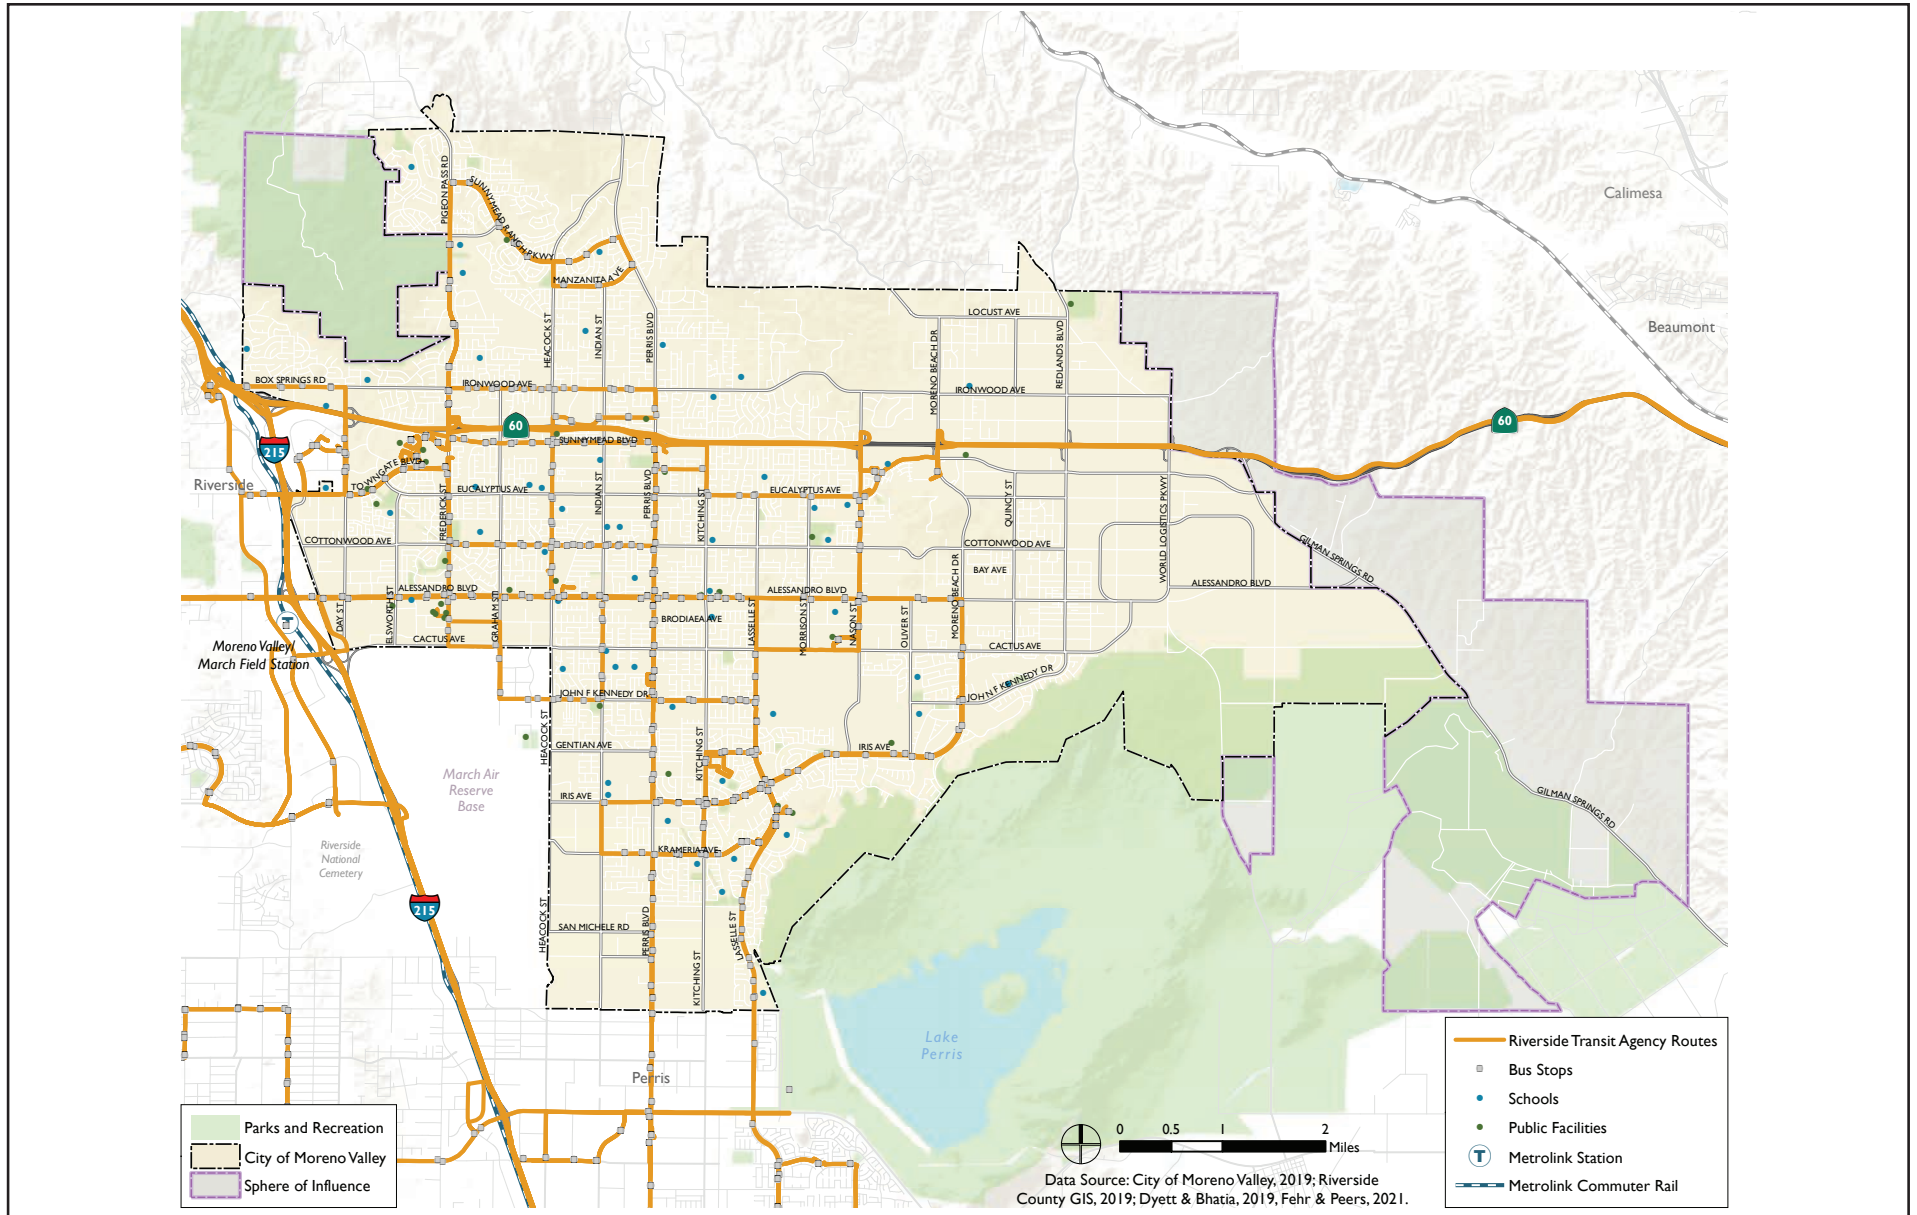 Calimesa
PIGEON PASS RD
SUNNYMEAD RANCH PKWY
MANZANITA AVE
LOCUST AVE
HEACOCK ST
INDIAN ST
PERRIS BLVD
MORENO BEACH DR
REDLANDS BLVD
Beaumont
BOX SPRINGS RD
IRONWOOD AVE
IRONWOOD AVE
60
60
SUNNYMEAD BLVD
215
TOWNGATE BLVD
Riverside
EUCALYPTUS AVE
EUCALYPTUS AVE
FREDERICK ST
INDIAN ST
PERRIS BLVD
KITCHING ST
QUINCY ST
WORLD LOGISTICS PKWY
COTTONWOOD AVE
COTTONWOOD AVE
GILMAN SPRINGS RD
BAY AVE
ALESSANDRO BLVD
ALESSANDRO BLVD
ALESSANDRO BLVD
DAY ST
ELSWORTH ST
GRAHAM ST
BRODIAEA AVE
LASSELLE ST
MORRISON ST
NASON ST
OLIVER ST
MORENO BEACH DR
CACTUS AVE
CACTUS AVE
T
Moreno Valley/
March Field Station
JOHN F KENNEDY DR
JOHN F KENNEDY DR
HEACOCK ST
GENTIAN AVE
KITCHING ST
IRIS AVE
March Air
Reserve
Base
IRIS AVE
GILMAN SPRINGS RD
Riverside
National
Cemetery
KRAMERIA AVE
215
HEACOCK ST
SAN MICHELE RD
PERRIS BLVD
KITCHING ST
LASSELLE ST
Lake
Perris
Perris
Parks and Recreation
City of Moreno Valley
Sphere of Influence
0 0.5 1 2
Miles
Data Source: City of Moreno Valley, 2019; Riverside
County GIS, 2019; Dyett & Bhatia, 2019, Fehr & Peers, 2021.
Riverside Transit Agency Routes
Bus Stops
Schools
Public Facilities
T Metrolink Station
Metrolink Commuter Rail